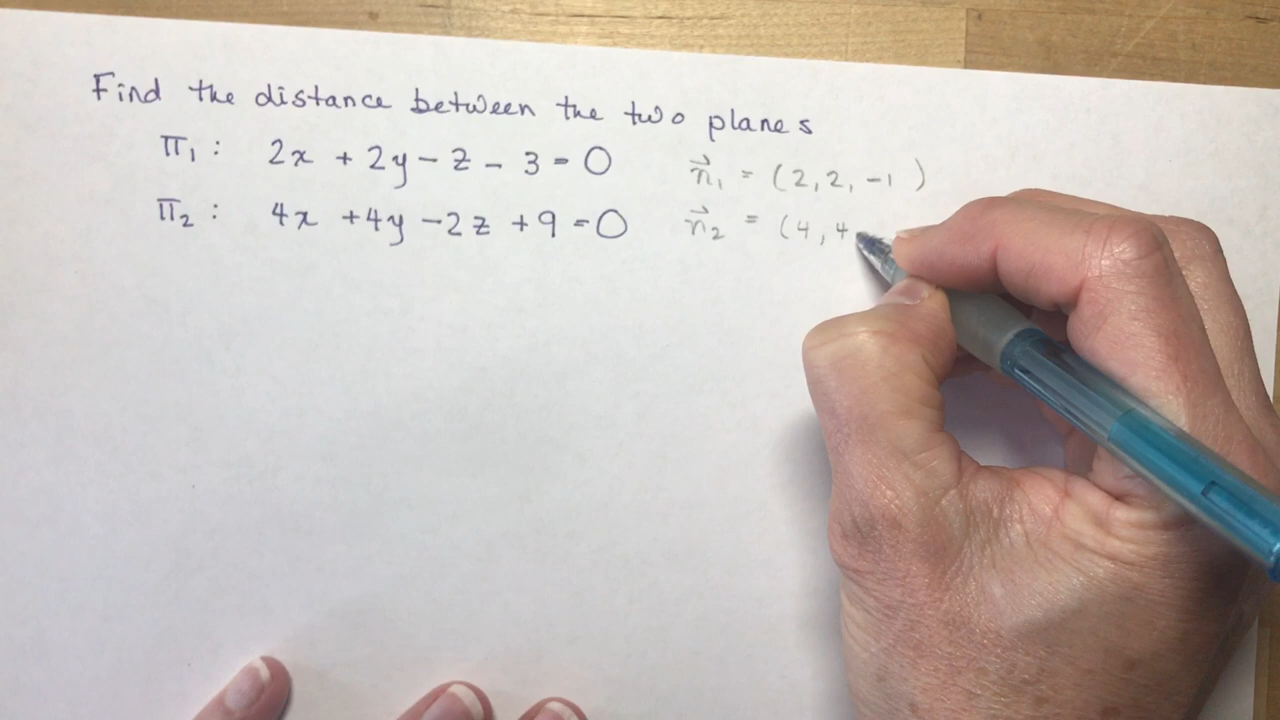 Find the distance between the two planes
π₁ : 2x + 2y - z - 3 = 0 n⃗₁ = (2, 2, -1)
π₂ : 4x + 4y - 2z + 9 = 0 n⃗₂ = (4, 4